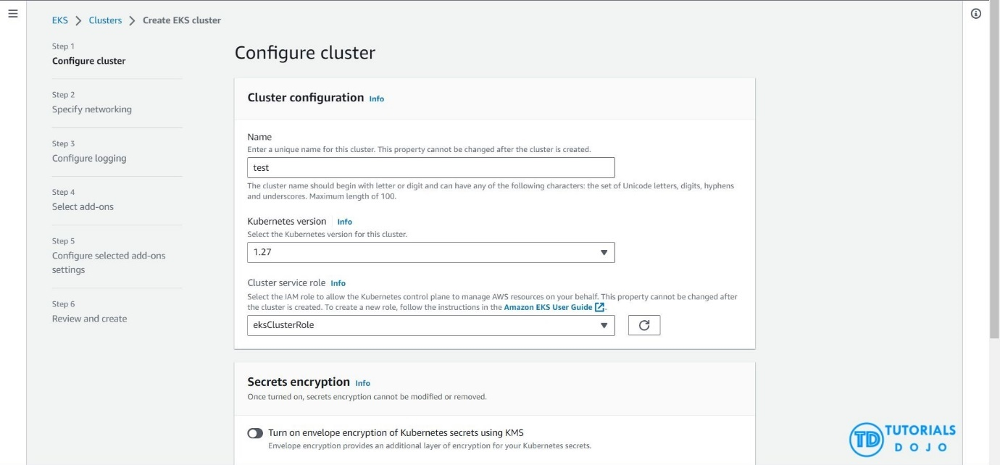 EKS > Clusters > Create EKS cluster
Step 1
Configure cluster
Step 2
Specify networking
Step 3
Configure logging
Step 4
Select add-ons
Step 5
Configure selected add-ons
settings
Step 6
Review and create
Configure cluster
Cluster configuration Info
Name
Enter a unique name for this cluster. This property cannot be changed after the cluster is created.
test
The cluster name should begin with letter or digit and can have any of the following characters: the set of Unicode letters, digits, hyphens
and underscores. Maximum length of 100.
Kubernetes version Info
Select the Kubernetes version for this cluster.
1.27
Cluster service role Info
Select the IAM role to allow the Kubernetes control plane to manage AWS resources on your behalf. This property cannot be changed after
the cluster is created. To create a new role, follow the instructions in the Amazon EKS User Guide.
eksClusterRole
Secrets encryption Info
Once turned on, secrets encryption cannot be modified or removed.
Turn on envelope encryption of Kubernetes secrets using KMS
Envelope encryption provides an additional layer of encryption for your Kubernetes secrets.
TD TUTORIALS
DOJO